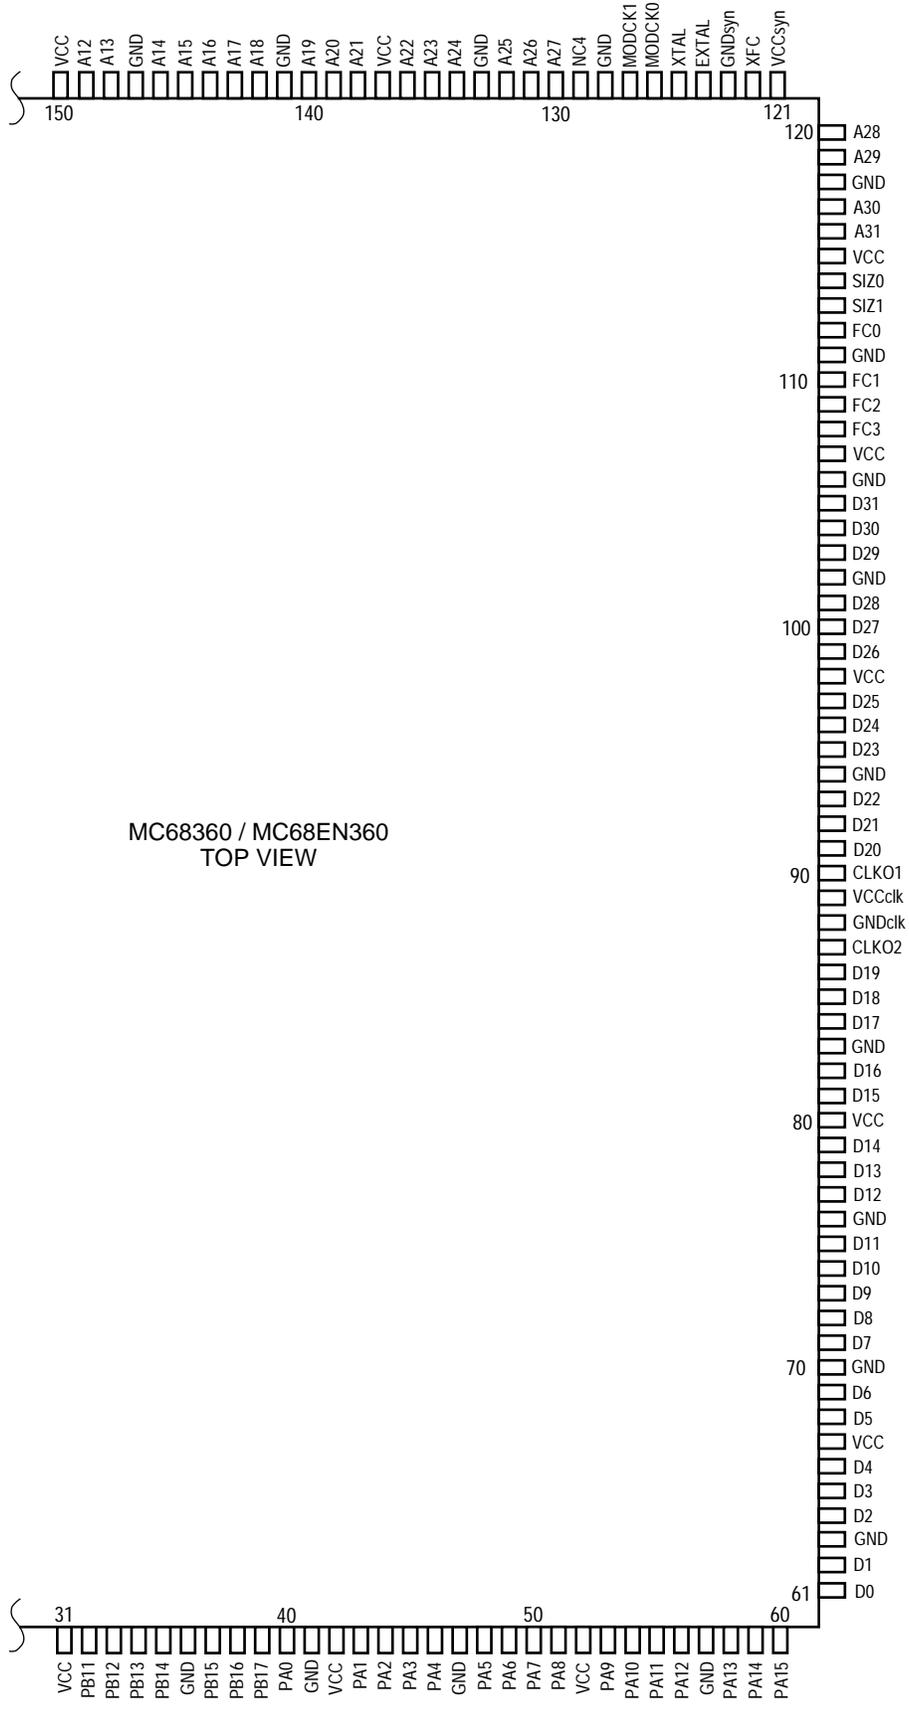 VCC
A12
A13
GND
A14
A15
A16
A17
A18
GND
A19
A20
A21
VCC
A22
A23
A24
GND
A25
A26
A27
NC4
GND
MODCK1
MODCK0
XTAL
EXTAL
GNDsyn
XFC
VCCsyn
150
140
130
121
120
A28
A29
GND
A30
A31
VCC
SIZ0
SIZ1
FC0
GND
110
FC1
FC2
FC3
VCC
GND
D31
D30
D29
GND
D28
100
D27
D26
VCC
D25
D24
D23
GND
D22
D21
D20
MC68360 / MC68EN360
TOP VIEW
90
CLKO1
VCCclk
GNDclk
CLKO2
D19
D18
D17
GND
D16
D15
80
VCC
D14
D13
D12
GND
D11
D10
D9
D8
D7
70
GND
D6
D5
VCC
D4
D3
D2
GND
D1
61
D0
31
40
50
60
VCC
PB11
PB12
PB13
PB14
GND
PB15
PB16
PB17
PA0
GND
VCC
PA1
PA2
PA3
PA4
GND
PA5
PA6
PA7
PA8
VCC
PA9
PA10
PA11
PA12
GND
PA13
PA14
PA15